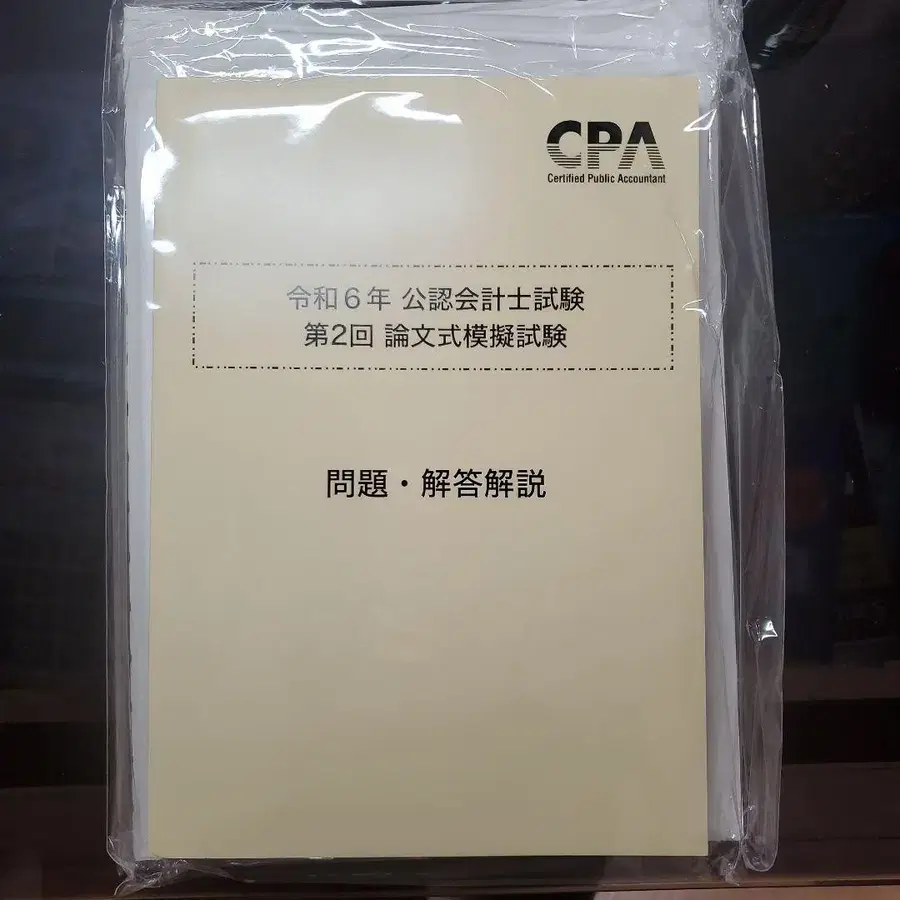 CPA
Certified Public Accountant
令和6年 公認会計士試験
第2回 論文式模擬試験
問題・解答解説